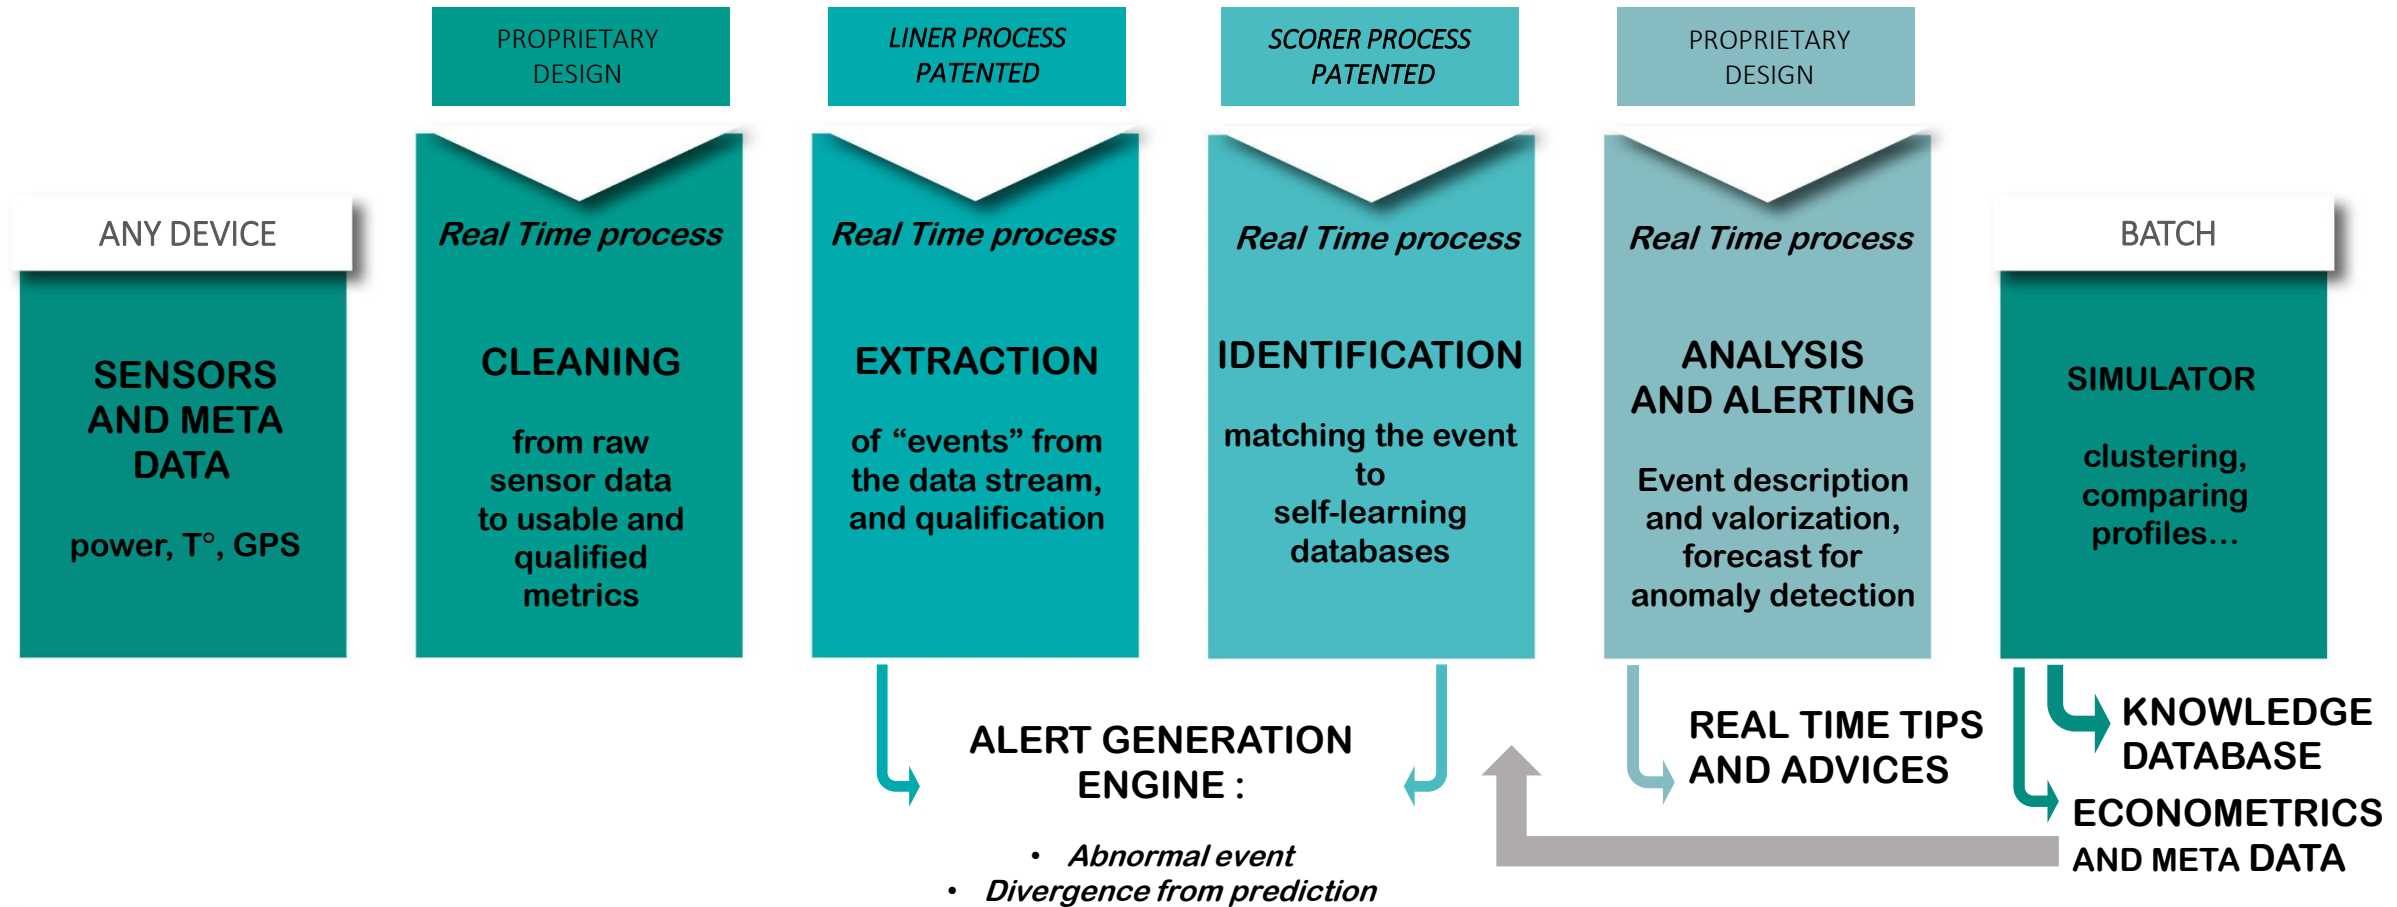 PROPRIETARY
DESIGN
LINER PROCESS
PATENTED
SCORER PROCESS
PATENTED
PROPRIETARY
DESIGN
ANY DEVICE
SENSORS
AND META
DATA
power, T°, GPS
Real Time process
CLEANING
from raw
sensor data
to usable and
qualified
metrics
Real Time process
EXTRACTION
of “events” from
the data stream,
and qualification
Real Time process
IDENTIFICATION
matching the event
to
self-learning
databases
Real Time process
ANALYSIS
AND ALERTING
Event description
and valorization,
forecast for
anomaly detection
BATCH
SIMULATOR
clustering,
comparing
profiles...
ALERT GENERATION
ENGINE :
• Abnormal event
• Divergence from prediction
REAL TIME TIPS
AND ADVICES
KNOWLEDGE
DATABASE
ECONOMETRICS
AND META DATA